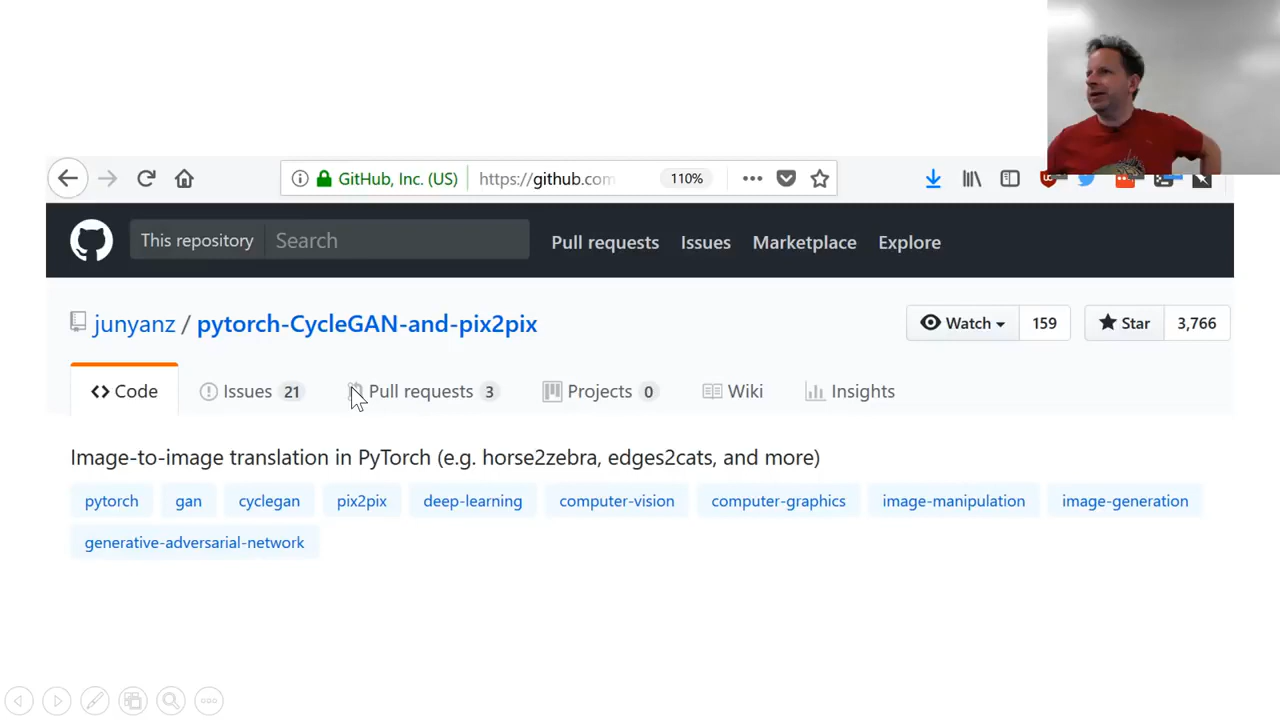 GitHub, Inc. (US) https://github.com 110%
This repository Search Pull requests Issues Marketplace Explore
junyanz / pytorch-CycleGAN-and-pix2pix Watch 159 Star 3,766
Code Issues 21 Pull requests 3 Projects 0 Wiki Insights
Image-to-image translation in PyTorch (e.g. horse2zebra, edges2cats, and more)
pytorch gan cyclegan pix2pix deep-learning computer-vision computer-graphics image-manipulation image-generation
generative-adversarial-network